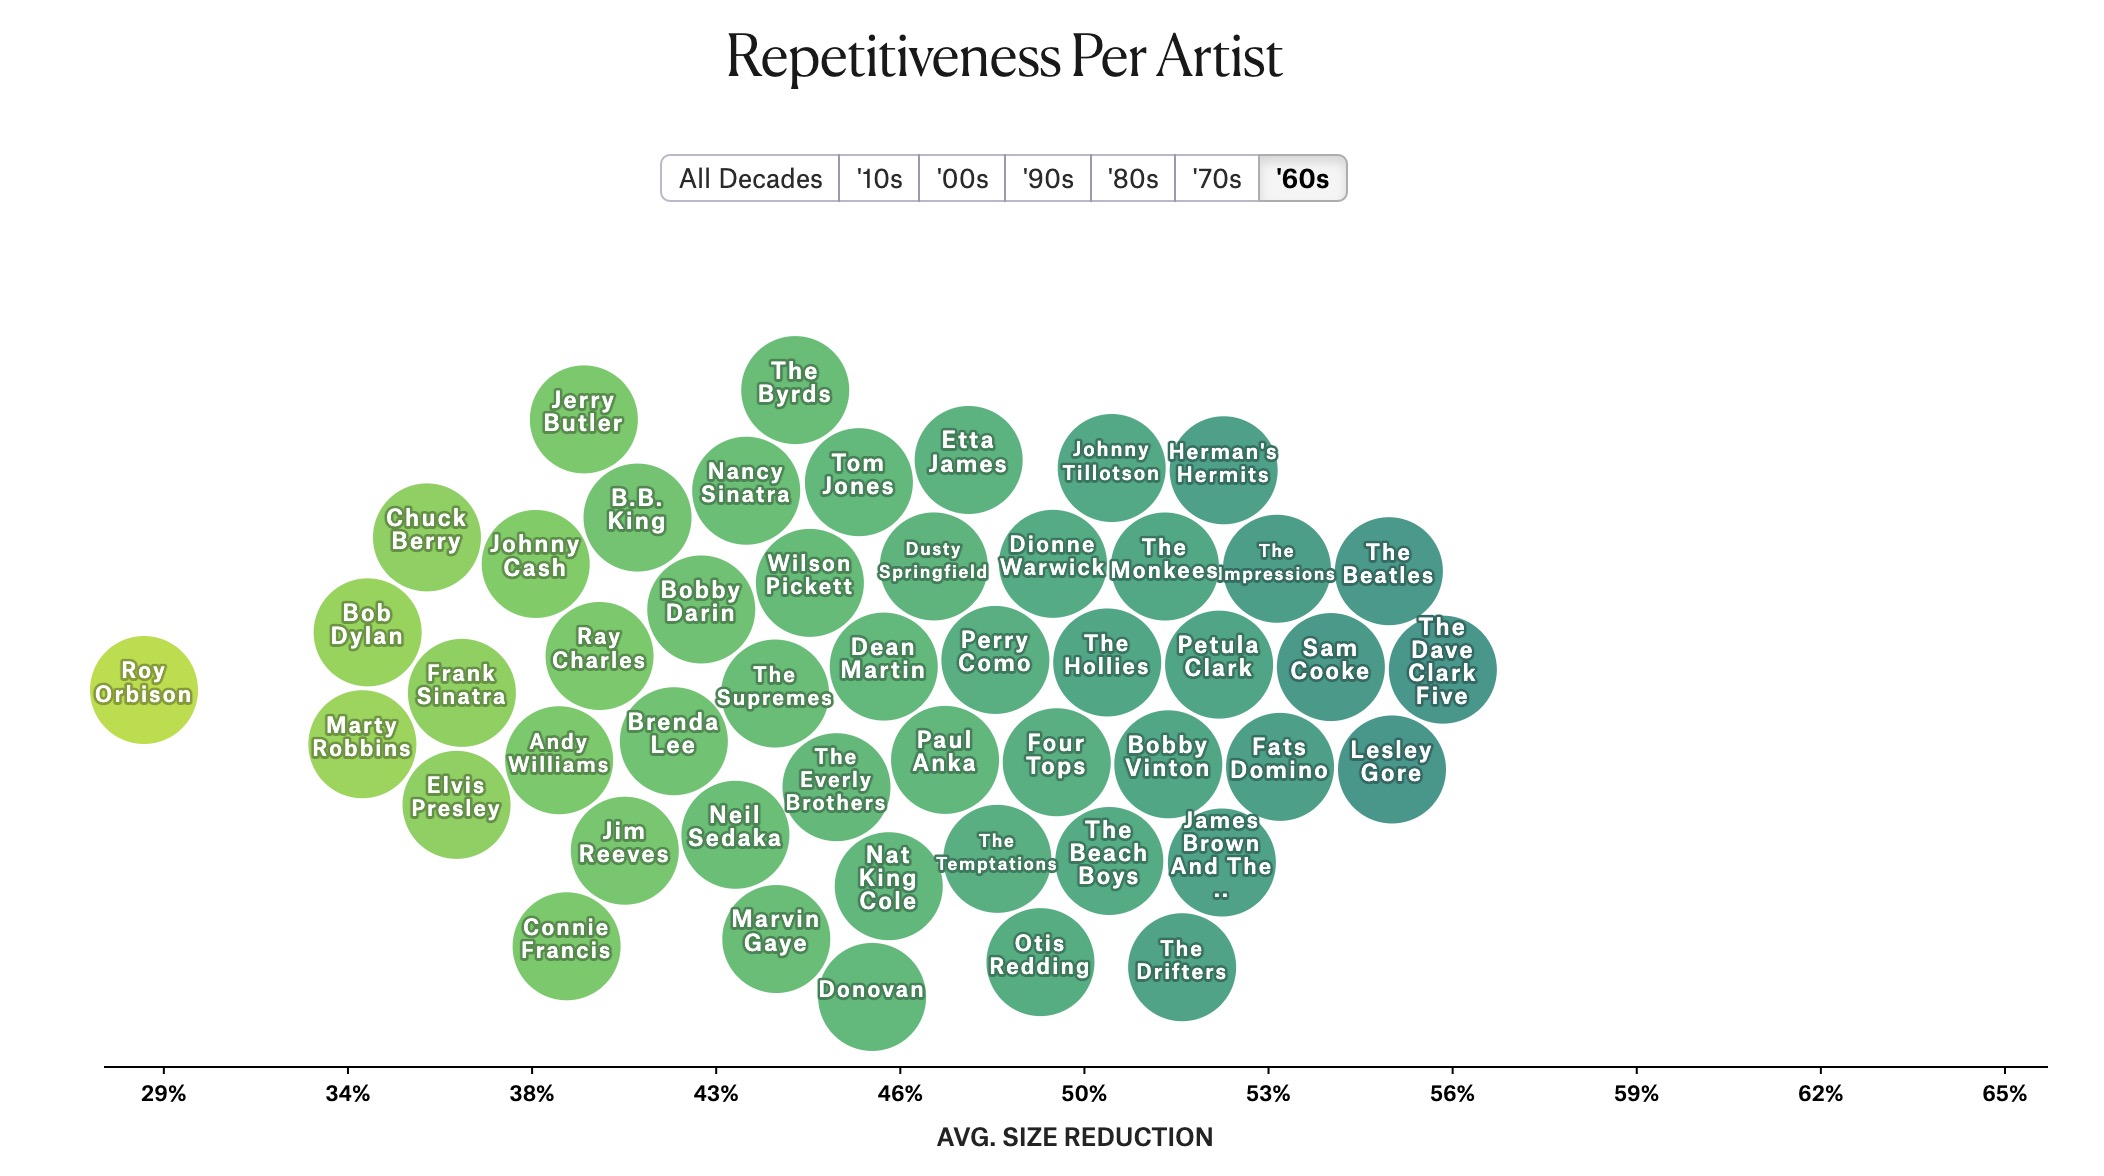 Repetitiveness Per Artist
All Decades '10s '00s '90s '80s '70s '60s
The
Byrds
Jerry
Butler
Etta
James
Johnny
Tillotson
Herman's
Hermits
Tom
Jones
Nancy
Sinatra
B.B.
King
Chuck
Berry
Johnny
Cash
Dusty
Springfield
Dionne
Warwick
The
Monkees
The
Impressions
The
Beatles
Wilson
Pickett
Bobby
Darin
Bob
Dylan
Ray
Charles
Dean
Martin
Perry
Como
The
Hollies
Petula
Clark
Sam
Cooke
The
Dave
Clark
Five
Roy
Orbison
Frank
Sinatra
The
Supremes
Marty
Robbins
Andy
Williams
Brenda
Lee
Paul
Anka
Four
Tops
Bobby
Vinton
Fats
Domino
Lesley
Gore
Elvis
Presley
The
Everly
Brothers
Jim
Reeves
Neil
Sedaka
Nat
King
Cole
The
Temptations
The
Beach
Boys
James
Brown
And The
..
Connie
Francis
Marvin
Gaye
Otis
Redding
The
Drifters
Donovan
29% 34% 38% 43% 46% 50% 53% 56% 59% 62% 65%
AVG. SIZE REDUCTION